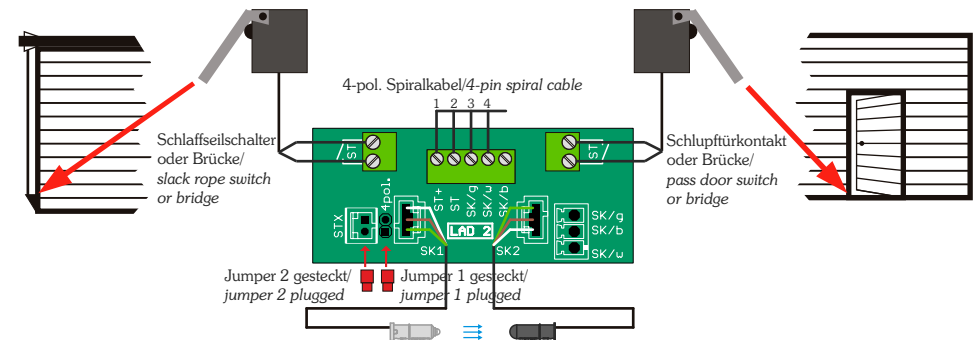 4-pol. Spiralkabel/4-pin spiral cable
1 2 3 4
Schlaffseilschalter
oder Brücke/
slack rope switch
or bridge
Schlupftürkontakt
oder Brücke/
pass door switch
or bridge
ST
ST
ST+
ST
SK/g
SK/w
SK/b
4pol.
STX
LAD 2
SK1
SK2
SK/g
SK/b
SK/w
Jumper 2 gesteckt/
jumper 2 plugged
Jumper 1 gesteckt/
jumper 1 plugged